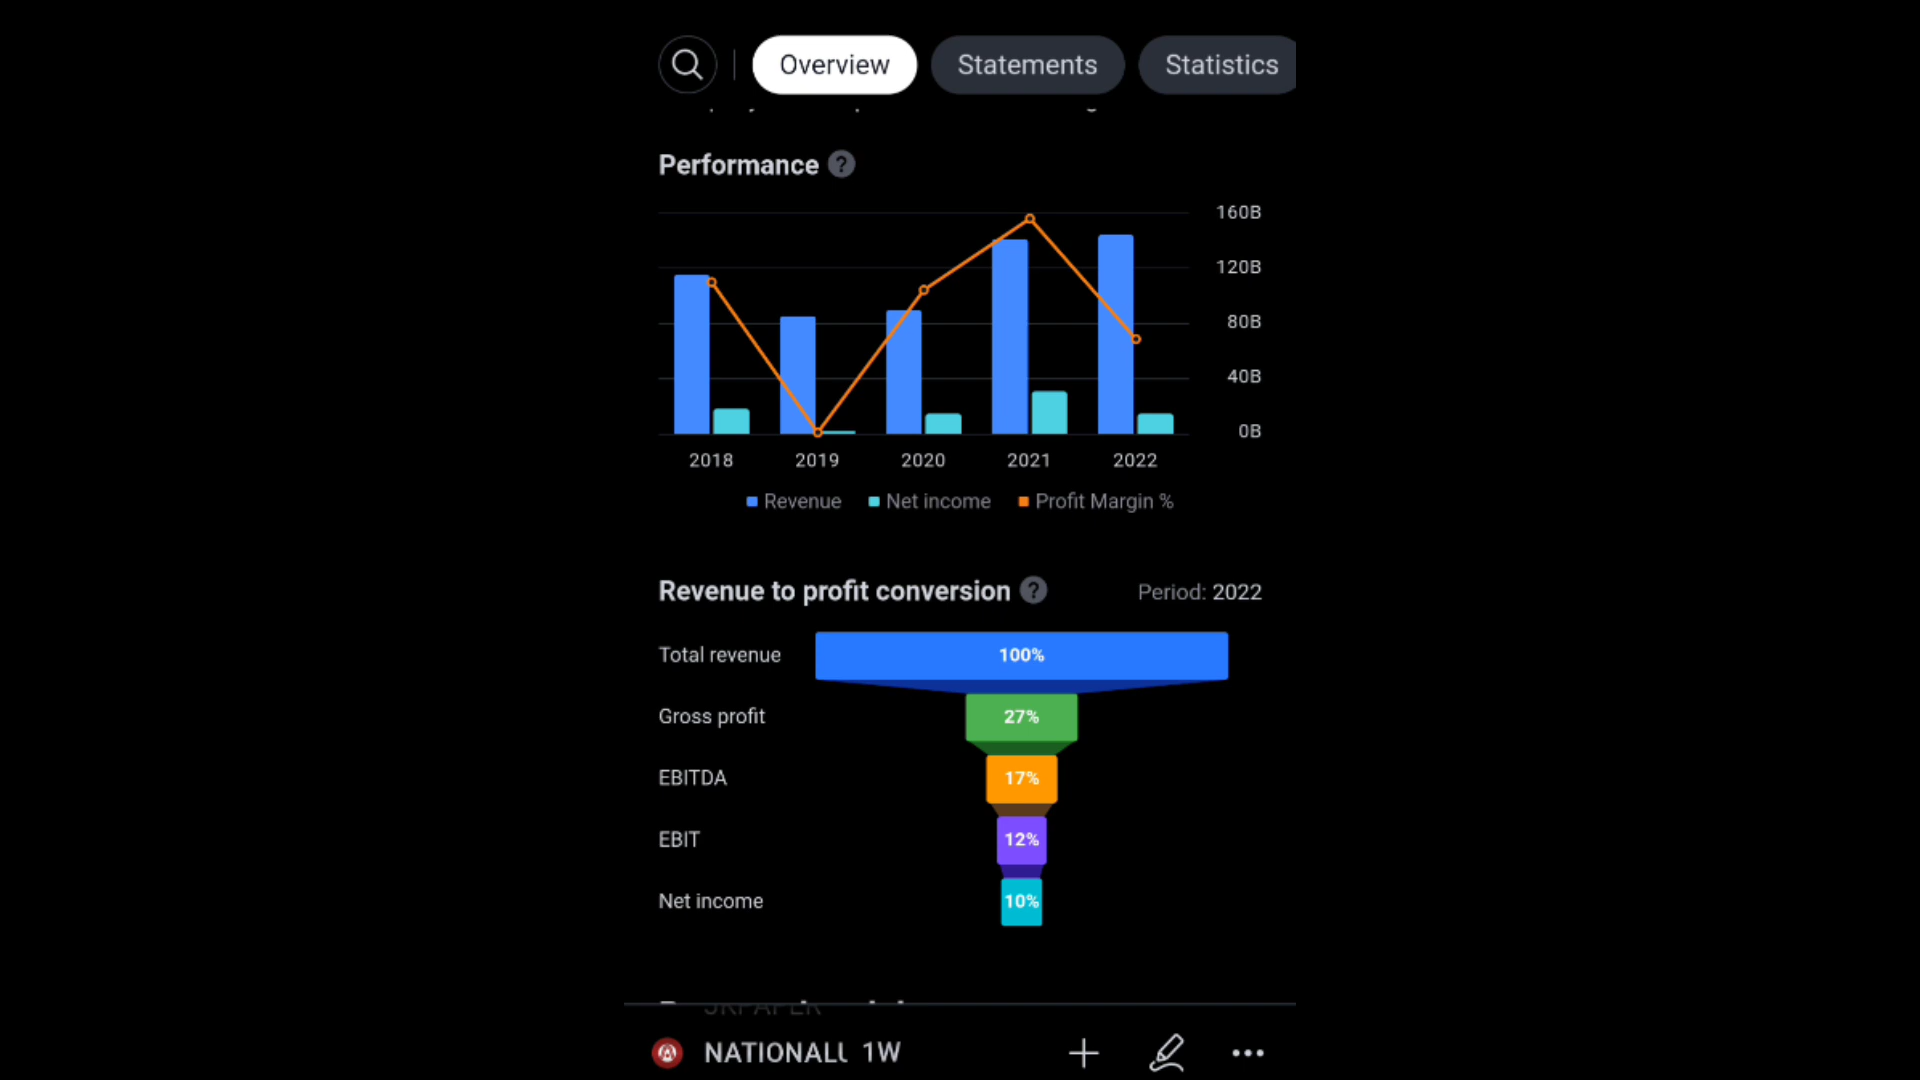 Overview Statements Statistics
Performance ?
160B
120B
80B
40B
0B
2018 2019 2020 2021 2022
Revenue Net income Profit Margin %
Revenue to profit conversion ? Period: 2022
Total revenue 100%
Gross profit 27%
EBITDA 17%
EBIT 12%
Net income 10%
JKPAPER
NATIONALL 1W